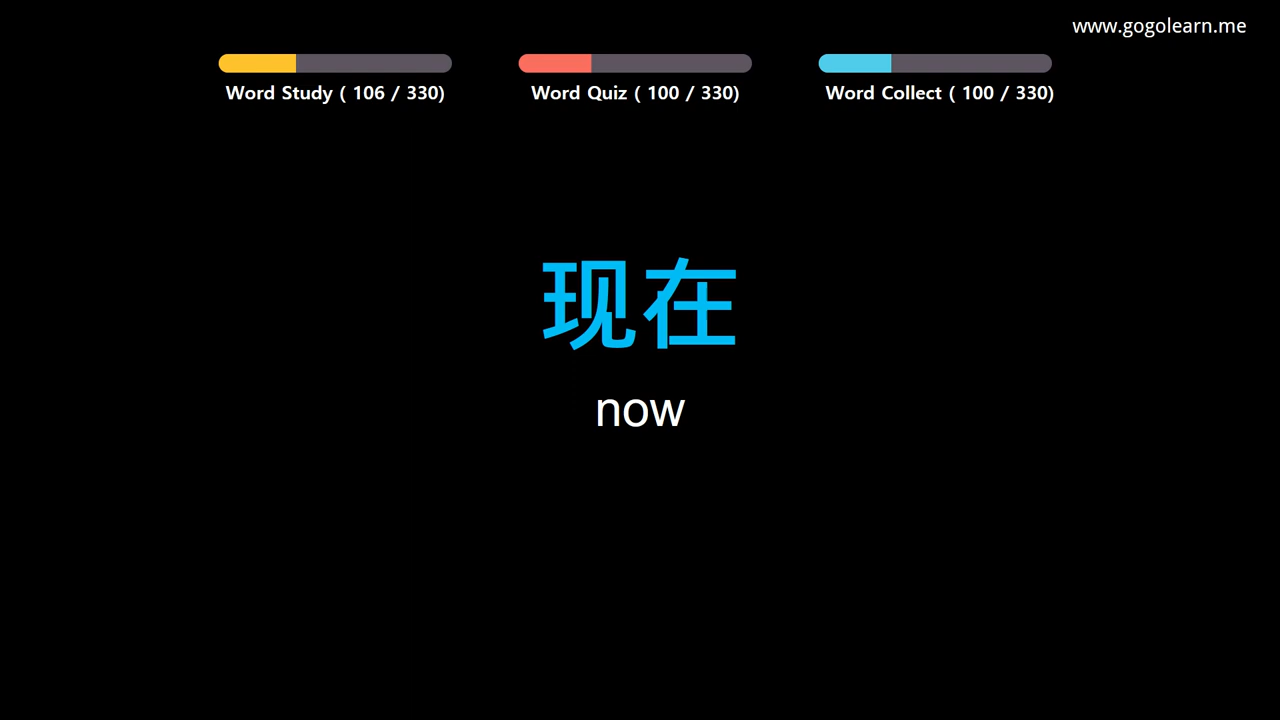 www.gogolearn.me
Word Study ( 106 / 330)
Word Quiz ( 100 / 330)
Word Collect ( 100 / 330)
现在
now